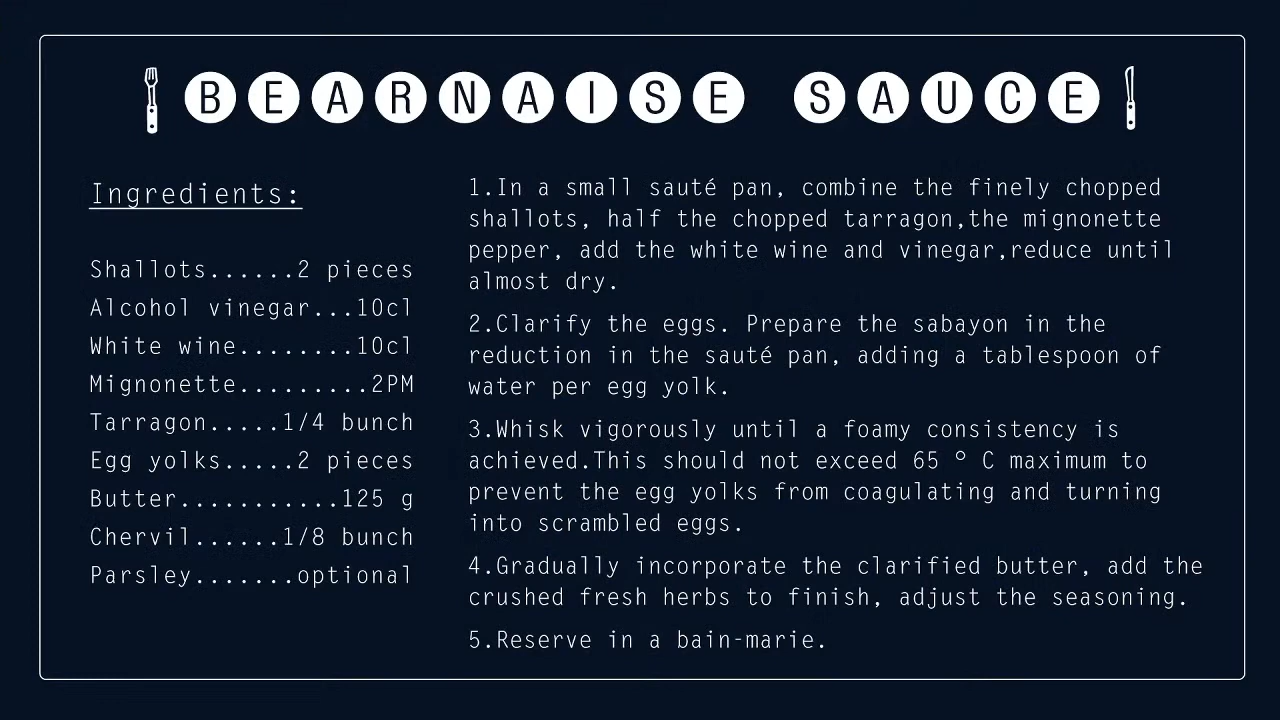 BEARNAISE SAUCE
Ingredients:
Shallots......2 pieces
Alcohol vinegar...10cl
White wine........10cl
Mignonette.........2PM
Tarragon.....1/4 bunch
Egg yolks.....2 pieces
Butter...........125 g
Chervil......1/8 bunch
Parsley.......optional
1.In a small sauté pan, combine the finely chopped
shallots, half the chopped tarragon,the mignonette
pepper, add the white wine and vinegar,reduce until
almost dry.
2.Clarify the eggs. Prepare the sabayon in the
reduction in the sauté pan, adding a tablespoon of
water per egg yolk.
3.Whisk vigorously until a foamy consistency is
achieved.This should not exceed 65 ° C maximum to
prevent the egg yolks from coagulating and turning
into scrambled eggs.
4.Gradually incorporate the clarified butter, add the
crushed fresh herbs to finish, adjust the seasoning.
5.Reserve in a bain-marie.